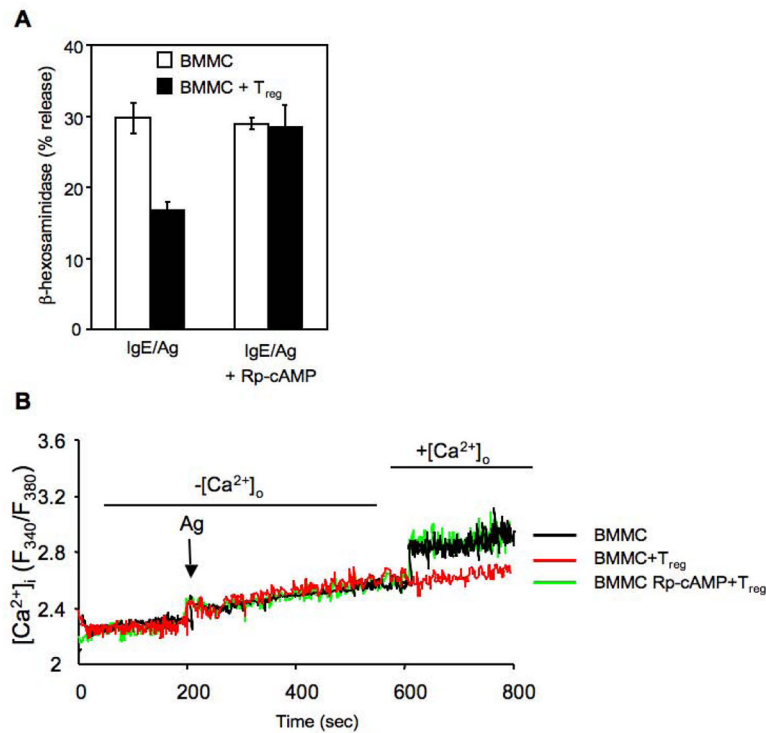 A
β-hexosaminidase (% release)
40
30
20
10
0
BMMC
BMMC + Treg
IgE/Ag
IgE/Ag
+ Rp-cAMP
B
[Ca2+]i (F340/F380)
3.6
3.2
2.8
2.4
2
-[Ca2+]o
+[Ca2+]o
Ag
BMMC
BMMC+Treg
BMMC Rp-cAMP+Treg
0 200 400 600 800
Time (sec)